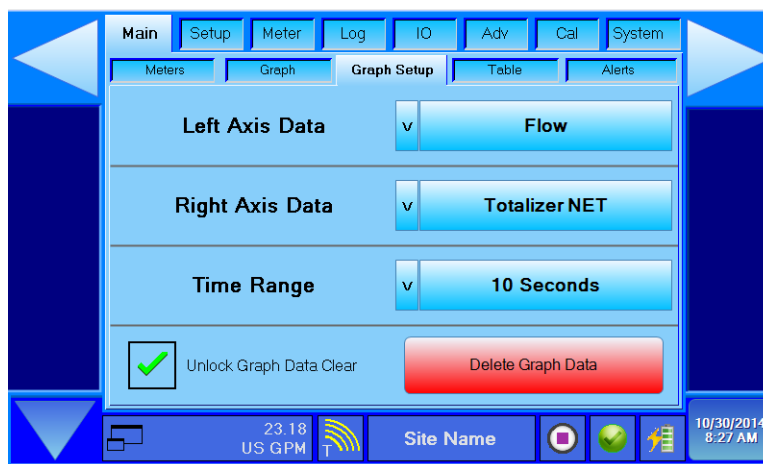 Main Setup Meter Log IO Adv Cal System
Meters Graph Graph Setup Table Alerts
Left Axis Data v Flow
Right Axis Data v Totalizer NET
Time Range v 10 Seconds
Unlock Graph Data Clear Delete Graph Data
23.18
US GPM T Site Name
10/30/2014
8:27 AM